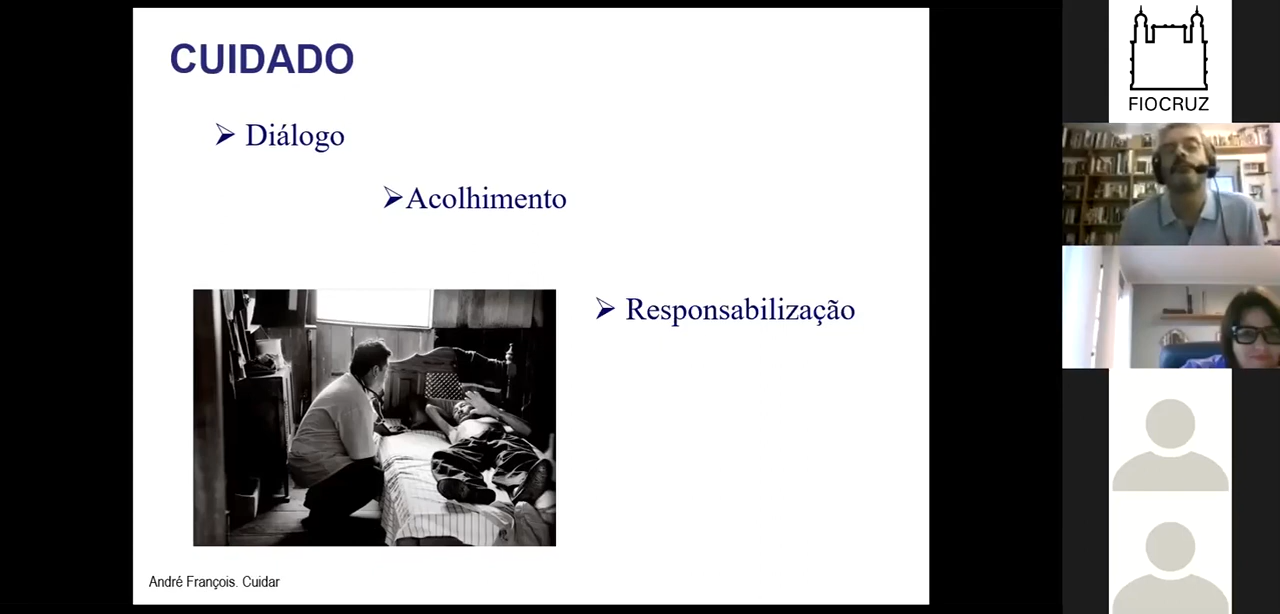 CUIDADO
➢ Diálogo
➢Acolhimento
➢ Responsabilização
André François. Cuidar
FIOCRUZ